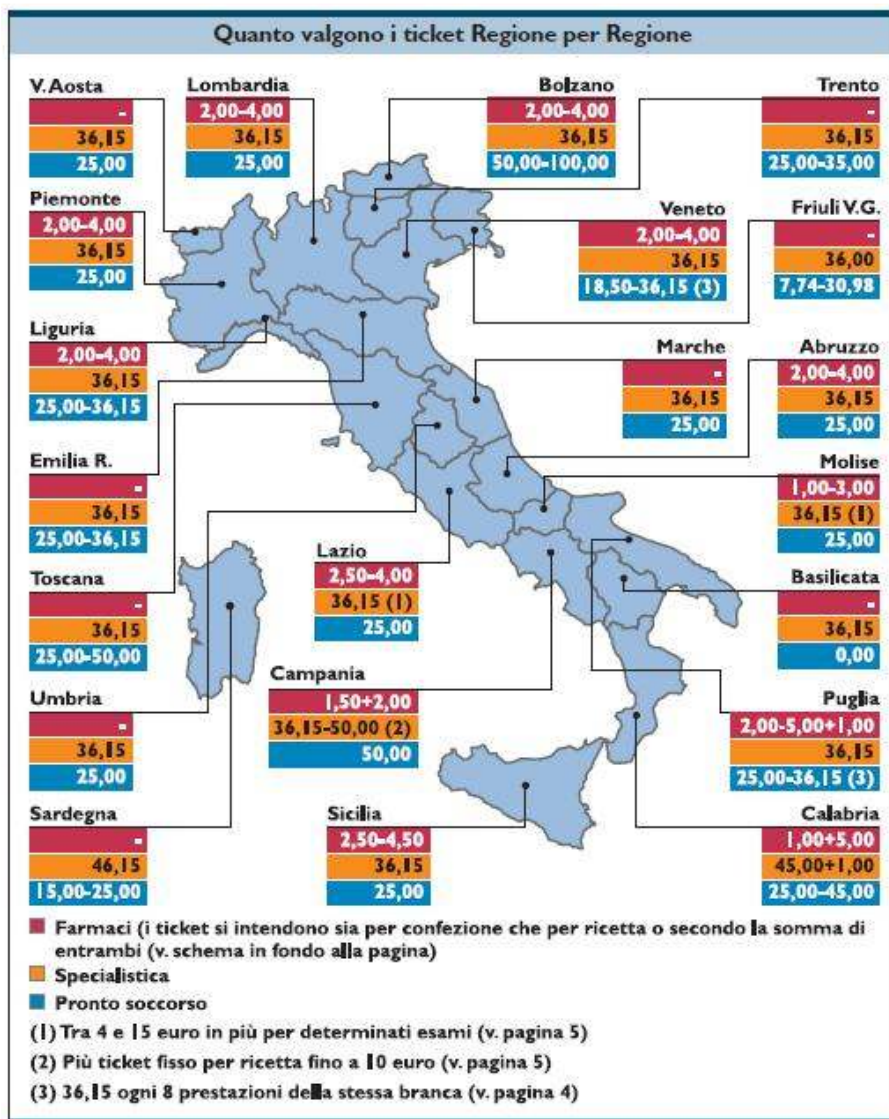 Quanto valgono i ticket Regione per Regione
V. Aosta
-
36,15
25,00
Lombardia
2,00-4,00
36,15
25,00
Bolzano
2,00-4,00
36,15
50,00-100,00
Trento
-
36,15
25,00-35,00
Piemonte
2,00-4,00
36,15
25,00
Veneto
2,00-4,00
36,15
18,50-36,15 (3)
Friuli V.G.
-
36,00
7,74-30,98
Liguria
2,00-4,00
36,15
25,00-36,15
Marche
-
36,15
25,00
Abruzzo
2,00-4,00
36,15
25,00
Emilia R.
-
36,15
25,00-36,15
Molise
1,00-3,00
36,15 (1)
25,00
Lazio
2,50-4,00
36,15 (1)
25,00
Toscana
-
36,15
25,00-50,00
Basilicata
-
36,15
0,00
Campania
1,50+2,00
36,15-50,00 (2)
50,00
Umbria
-
36,15
25,00
Puglia
2,00-5,00+1,00
36,15
25,00-36,15 (3)
Sardegna
-
46,15
15,00-25,00
Sicilia
2,50-4,50
36,15
25,00
Calabria
1,00+5,00
45,00+1,00
25,00-45,00
Farmaci (i ticket si intendono sia per confezione che per ricetta o secondo la somma di
entrambi (v. schema in fondo alla pagina)
Specialistica
Pronto soccorso
(1) Tra 4 e 15 euro in più per determinati esami (v. pagina 5)
(2) Più ticket fisso per ricetta fino a 10 euro (v. pagina 5)
(3) 36,15 ogni 8 prestazioni della stessa branca (v. pagina 4)